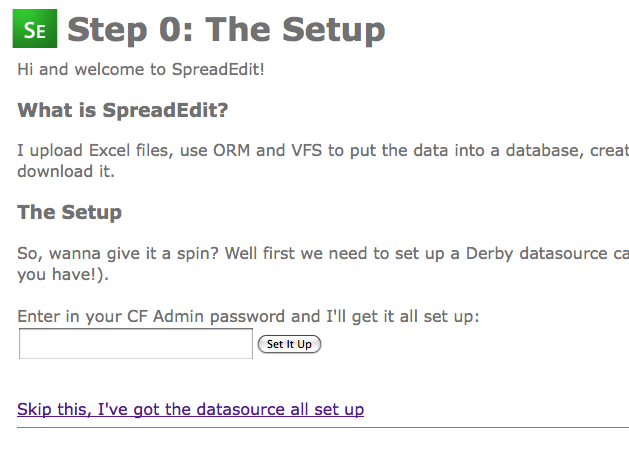 SE Step 0: The Setup
Hi and welcome to SpreadEdit!
What is SpreadEdit?
I upload Excel files, use ORM and VFS to put the data into a database, creat
download it.
The Setup
So, wanna give it a spin? Well first we need to set up a Derby datasource ca
you have!).
Enter in your CF Admin password and I'll get it all set up:
Set It Up
Skip this, I've got the datasource all set up